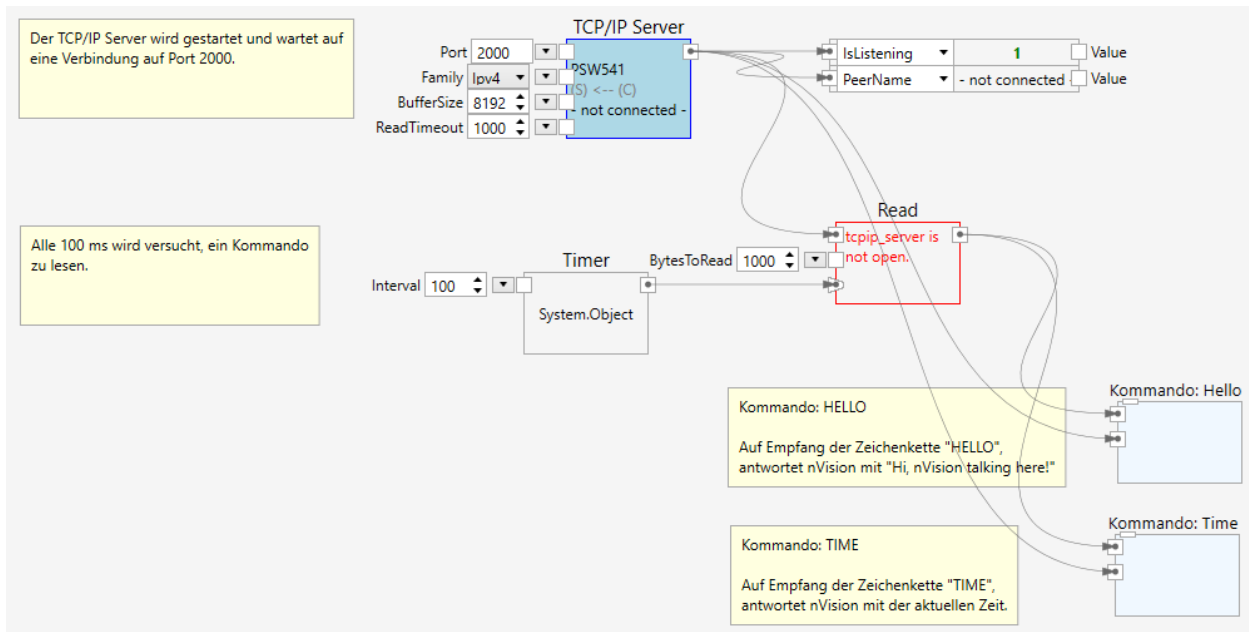 Der TCP/IP Server wird gestartet und wartet auf
eine Verbindung auf Port 2000.
TCP/IP Server
Port 2000
Family Ipv4
BufferSize 8192
ReadTimeout 1000
PSW541
(S) <-- (C)
- not connected -
IsListening 1 Value
PeerName - not connected - Value
Alle 100 ms wird versucht, ein Kommando
zu lesen.
Interval 100
Timer
System.Object
BytesToRead 1000
Read
tcpip_server is
not open.
Kommando: HELLO
Auf Empfang der Zeichenkette "HELLO",
antwortet nVision mit "Hi, nVision talking here!"
Kommando: Hello
Kommando: TIME
Auf Empfang der Zeichenkette "TIME",
antwortet nVision mit der aktuellen Zeit.
Kommando: Time